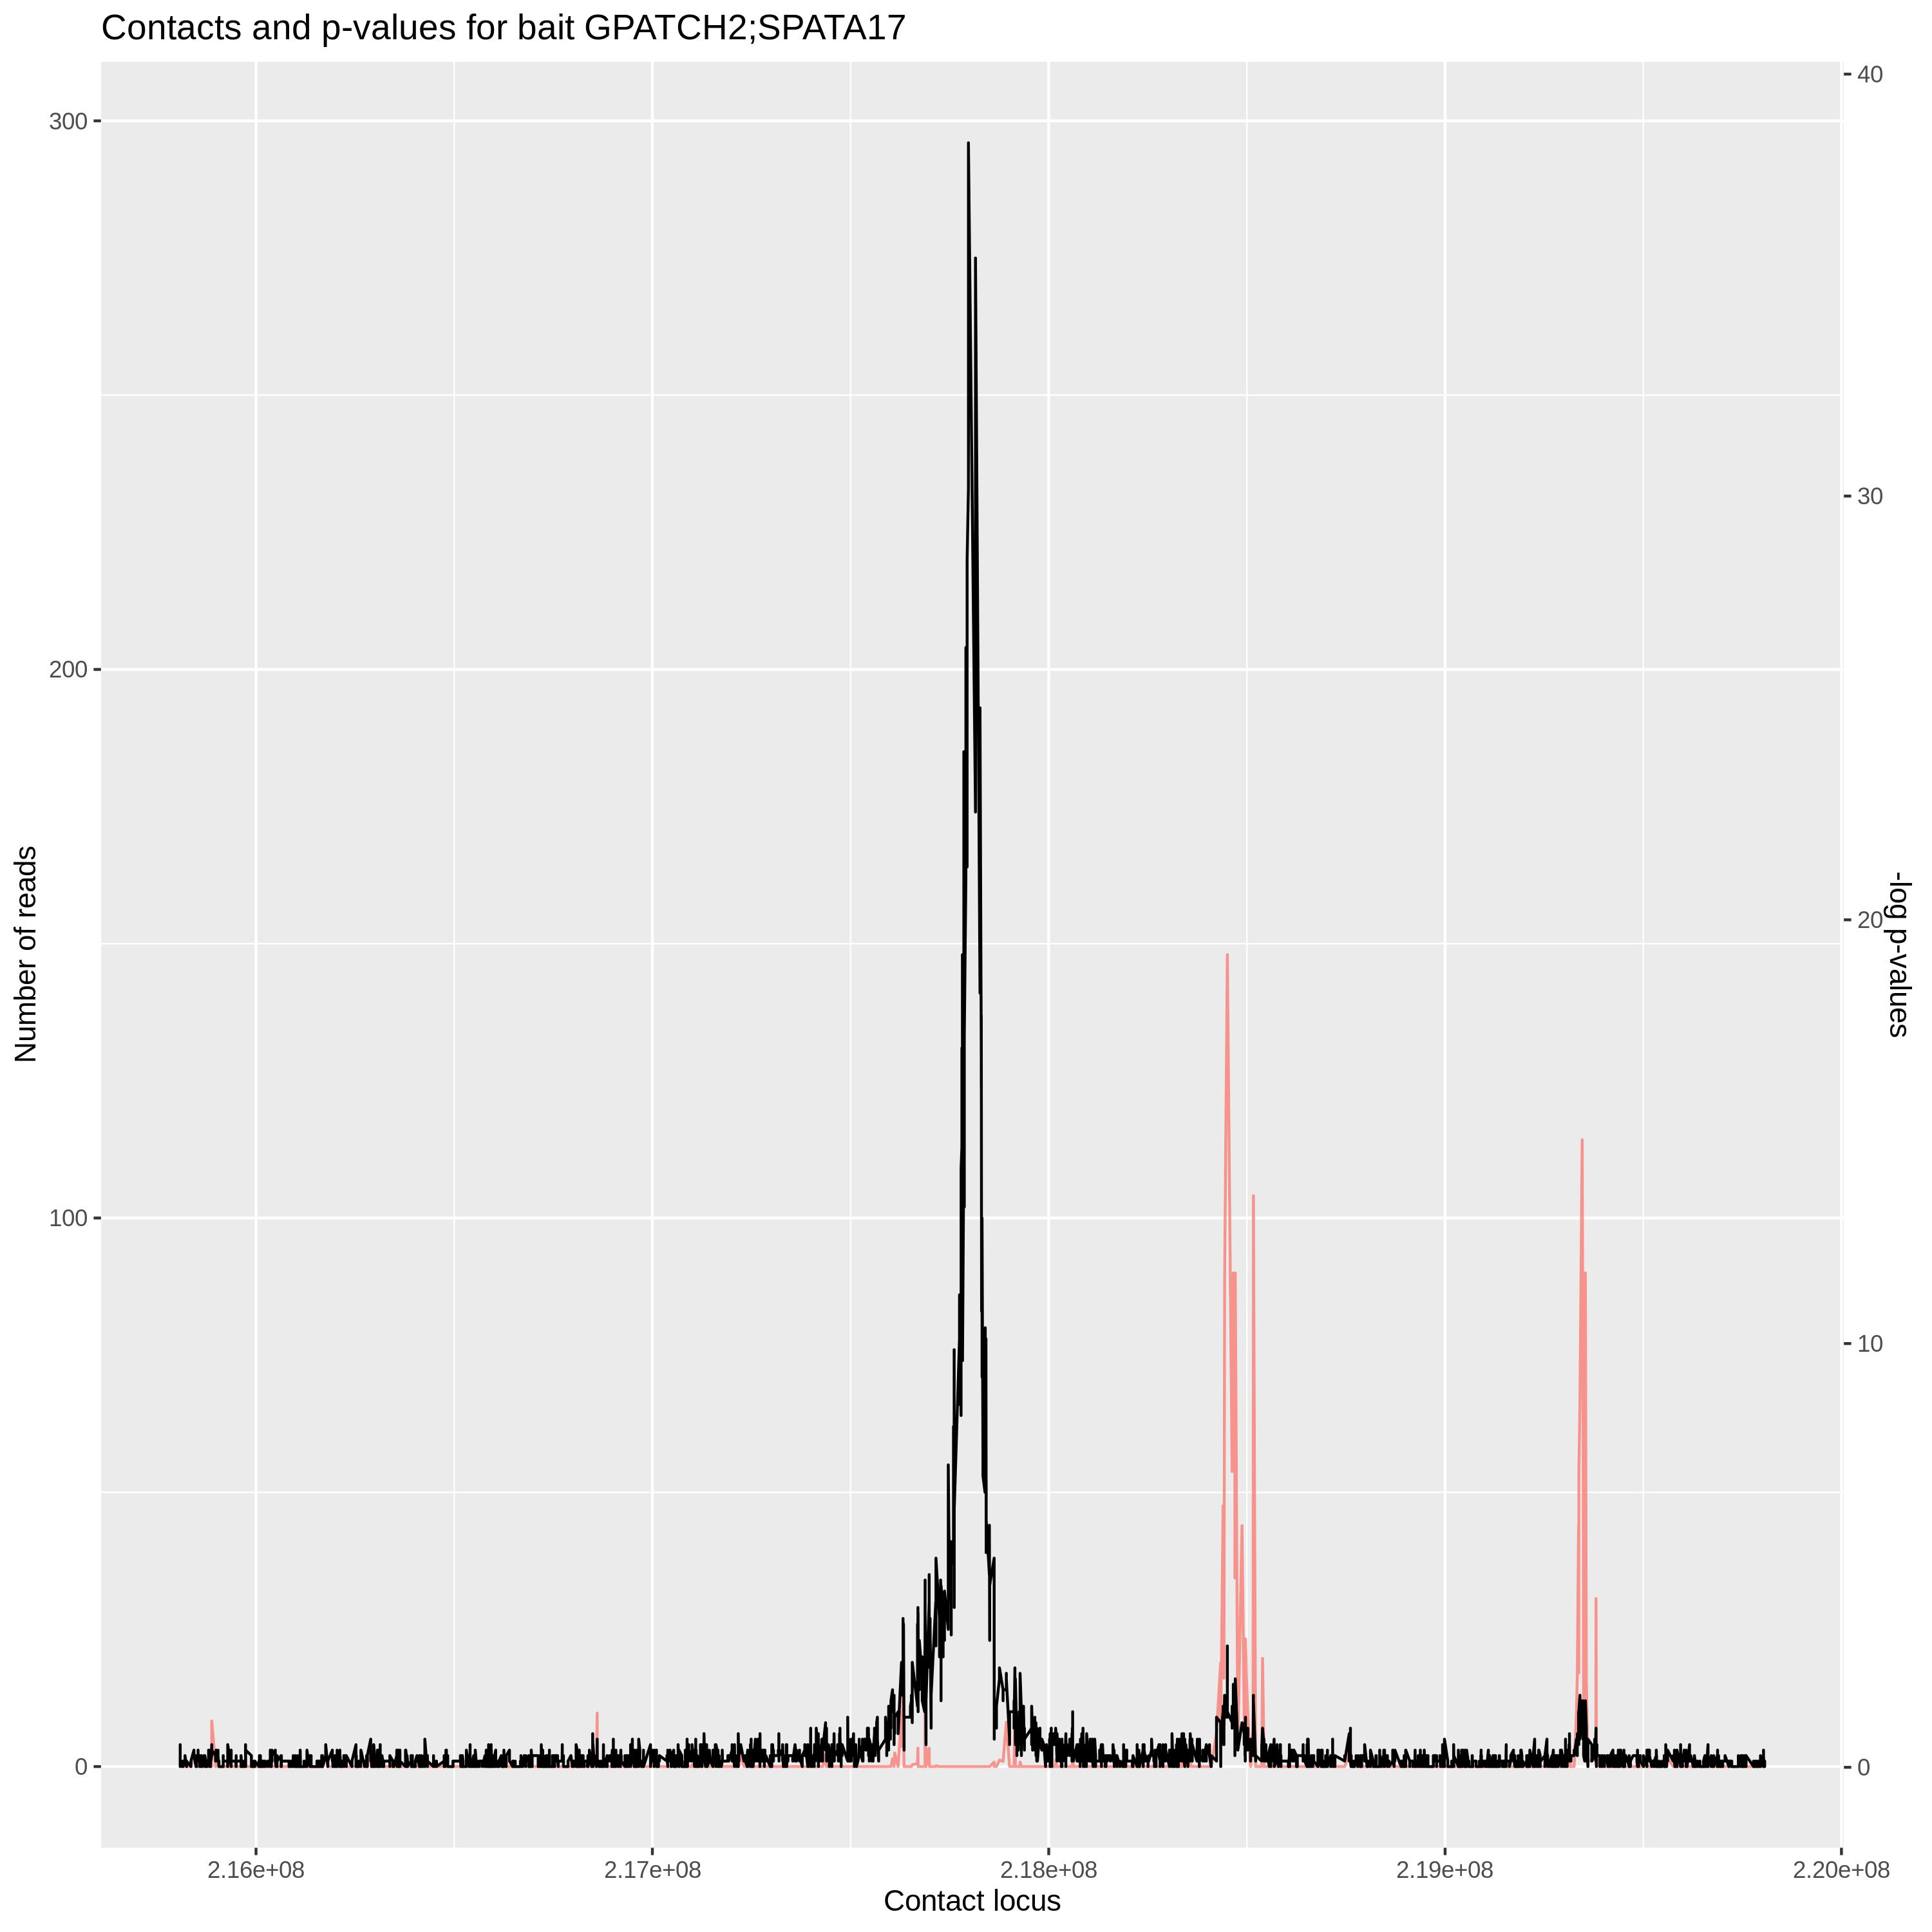 Contacts and p-values for bait GPATCH2;SPATA17
300
200
100
0
Number of reads
40
30
20
10
0
-log p-values
2.16e+08
2.17e+08
2.18e+08
2.19e+08
2.20e+08
Contact locus